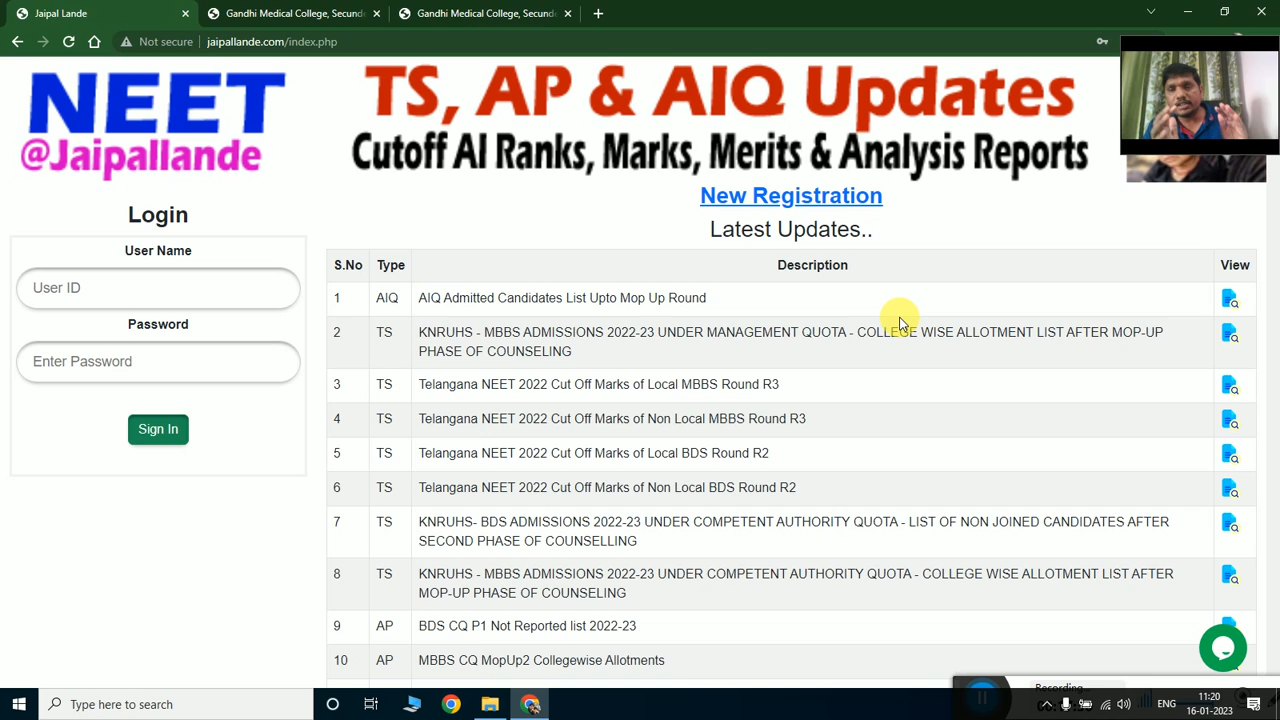 Jaipal Lande
Gandhi Medical College, Secunde
Gandhi Medical College, Secunde
Not secure
jaipallande.com/index.php
NEET
@Jaipallande
TS, AP & AIQ Updates
Cutoff AI Ranks, Marks, Merits & Analysis Reports
New Registration
Latest Updates..
Login
User Name
User ID
Password
Enter Password
Sign In
S.No Type Description View
1 AIQ AIQ Admitted Candidates List Upto Mop Up Round
2 TS KNRUHS - MBBS ADMISSIONS 2022-23 UNDER MANAGEMENT QUOTA - COLLEGE WISE ALLOTMENT LIST AFTER MOP-UP
PHASE OF COUNSELING
3 TS Telangana NEET 2022 Cut Off Marks of Local MBBS Round R3
4 TS Telangana NEET 2022 Cut Off Marks of Non Local MBBS Round R3
5 TS Telangana NEET 2022 Cut Off Marks of Local BDS Round R2
6 TS Telangana NEET 2022 Cut Off Marks of Non Local BDS Round R2
7 TS KNRUHS- BDS ADMISSIONS 2022-23 UNDER COMPETENT AUTHORITY QUOTA - LIST OF NON JOINED CANDIDATES AFTER
SECOND PHASE OF COUNSELLING
8 TS KNRUHS - MBBS ADMISSIONS 2022-23 UNDER COMPETENT AUTHORITY QUOTA - COLLEGE WISE ALLOTMENT LIST AFTER
MOP-UP PHASE OF COUNSELING
9 AP BDS CQ P1 Not Reported list 2022-23
10 AP MBBS CQ MopUp2 Collegewise Allotments
Recording...
Type here to search
ENG
11:20
16-01-2023